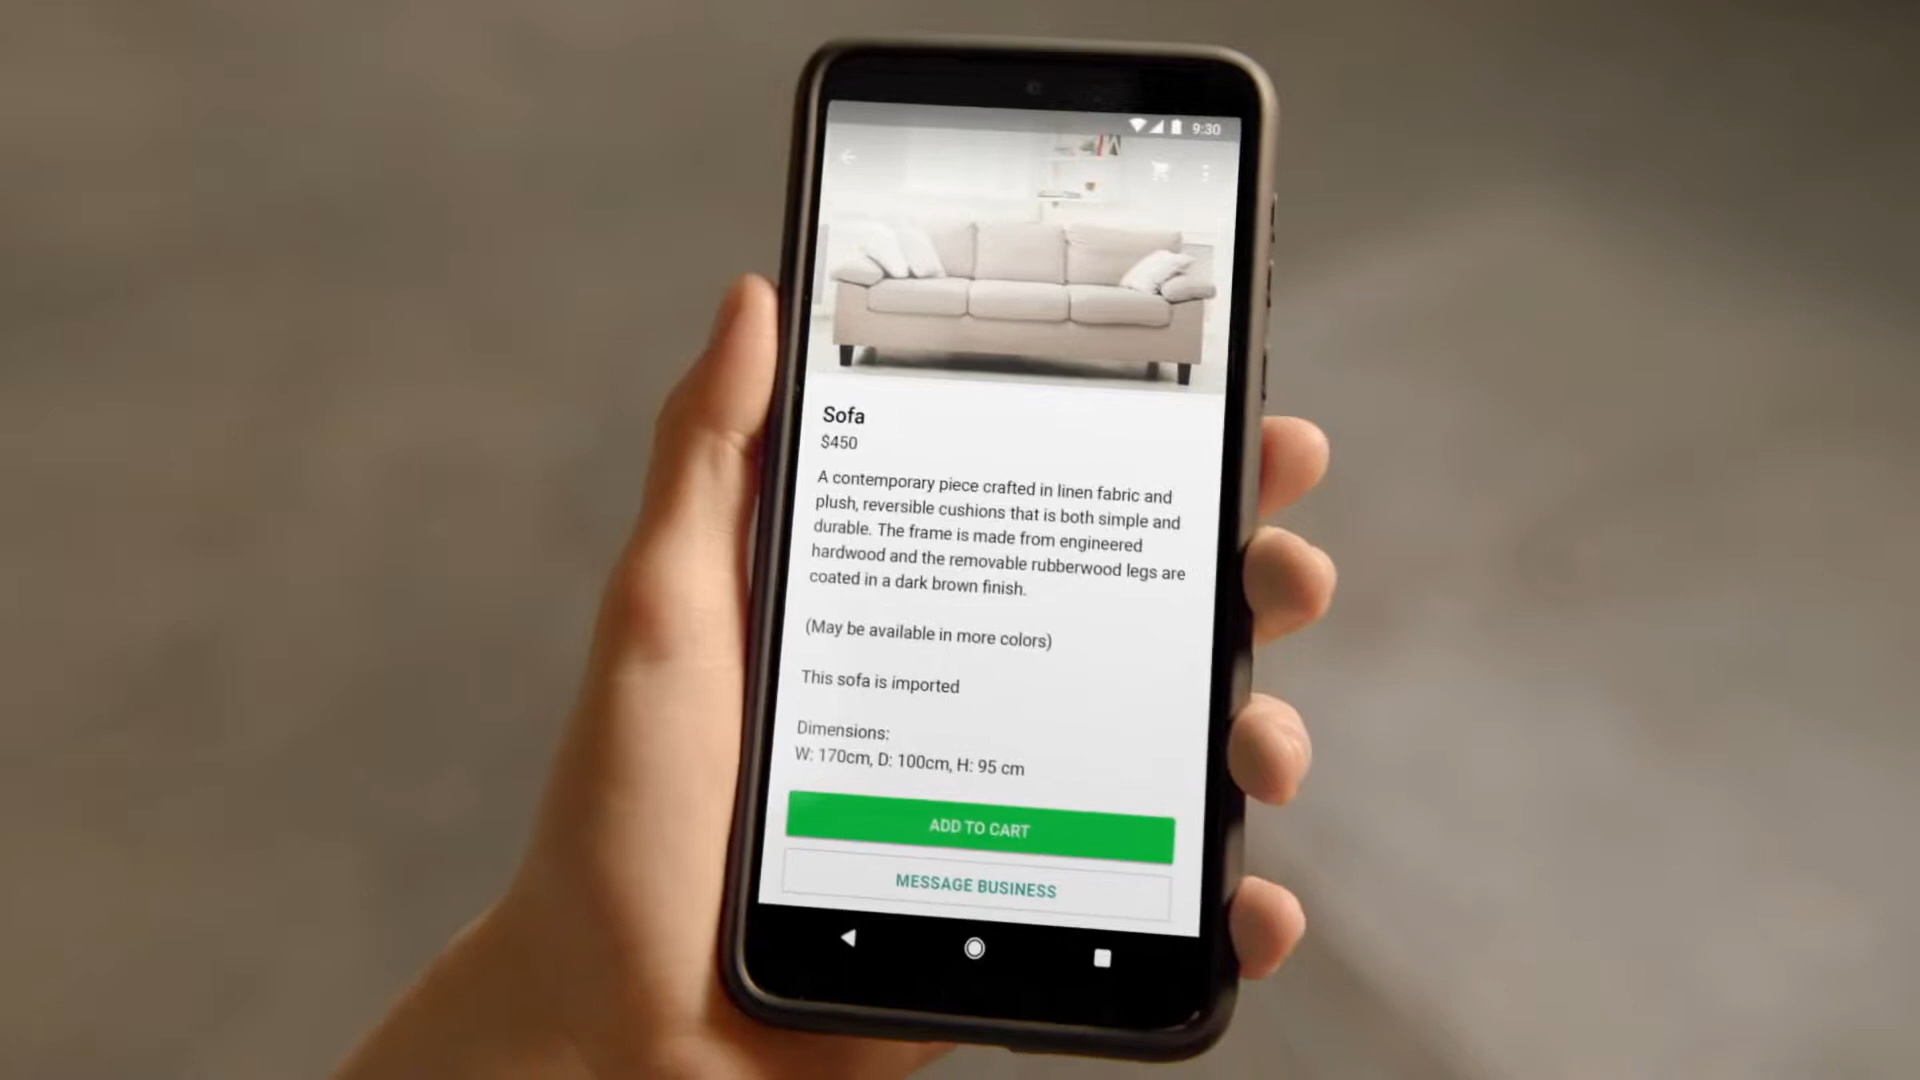 9:30
Sofa
$450
A contemporary piece crafted in linen fabric and
plush, reversible cushions that is both simple and
durable. The frame is made from engineered
hardwood and the removable rubberwood legs are
coated in a dark brown finish.
(May be available in more colors)
This sofa is imported
Dimensions:
W: 170cm, D: 100cm, H: 95 cm
ADD TO CART
MESSAGE BUSINESS